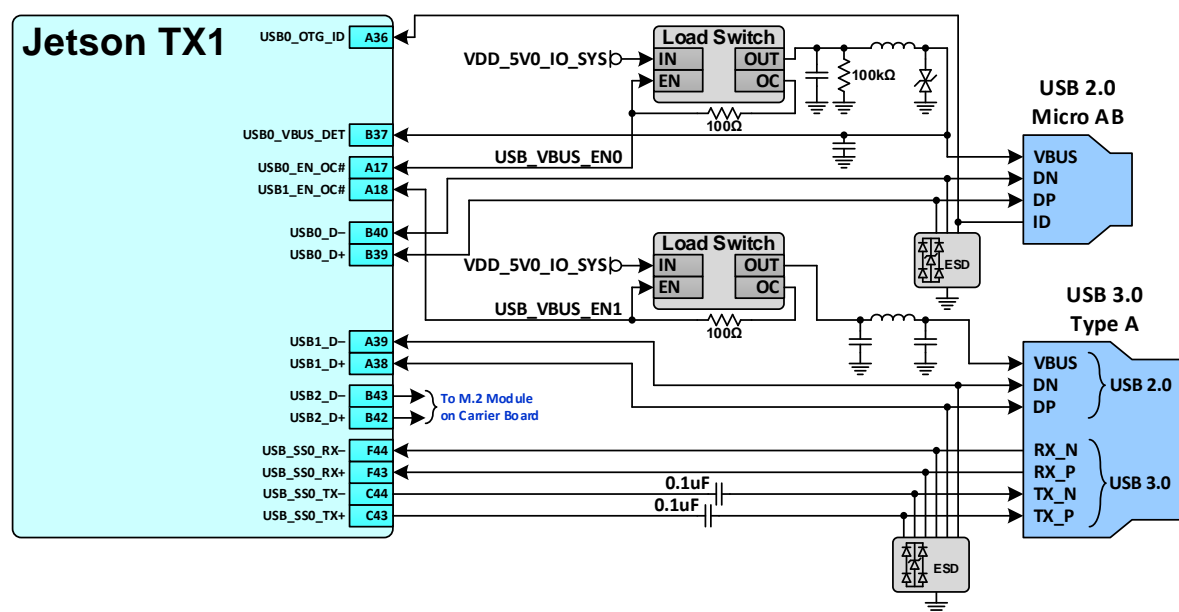 Jetson TX1
USB0_OTG_ID A36
USB0_VBUS_DET B37
USB0_EN_OC# A17
USB1_EN_OC# A18
USB0_D− B40
USB0_D+ B39
USB1_D− A39
USB1_D+ A38
USB2_D− B43
USB2_D+ B42
USB_SS0_RX− F44
USB_SS0_RX+ F43
USB_SS0_TX− C44
USB_SS0_TX+ C43
To M.2 Module
on Carrier Board
VDD_5V0_IO_SYS
Load Switch
IN OUT
EN OC
100Ω
100kΩ
USB_VBUS_EN0
VDD_5V0_IO_SYS
Load Switch
IN OUT
EN OC
100Ω
USB_VBUS_EN1
0.1uF
0.1uF
ESD
ESD
USB 2.0
Micro AB
VBUS
DN
DP
ID
USB 3.0
Type A
VBUS
DN
DP
USB 2.0
RX_N
RX_P
TX_N
TX_P
USB 3.0